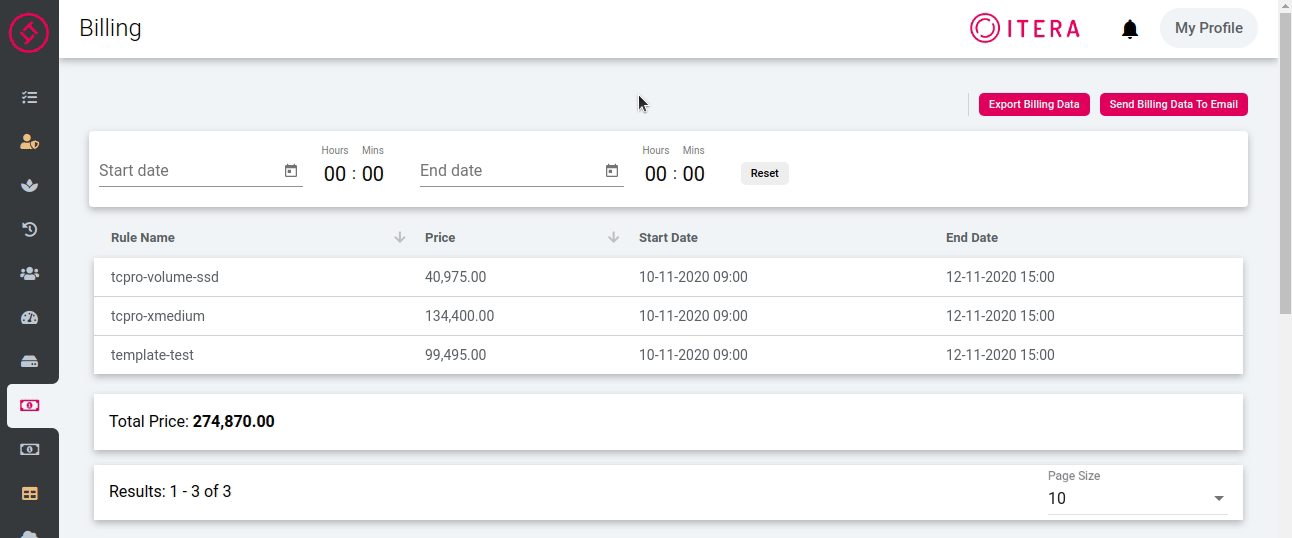 Billing
ITERA
My Profile
Export Billing Data Send Billing Data To Email
Hours Mins Hours Mins
Start date 00 : 00 End date 00 : 00 Reset
Rule Name Price Start Date End Date
tcpro-volume-ssd 40,975.00 10-11-2020 09:00 12-11-2020 15:00
tcpro-xmedium 134,400.00 10-11-2020 09:00 12-11-2020 15:00
template-test 99,495.00 10-11-2020 09:00 12-11-2020 15:00
Total Price: 274,870.00
Page Size
Results: 1 - 3 of 3 10